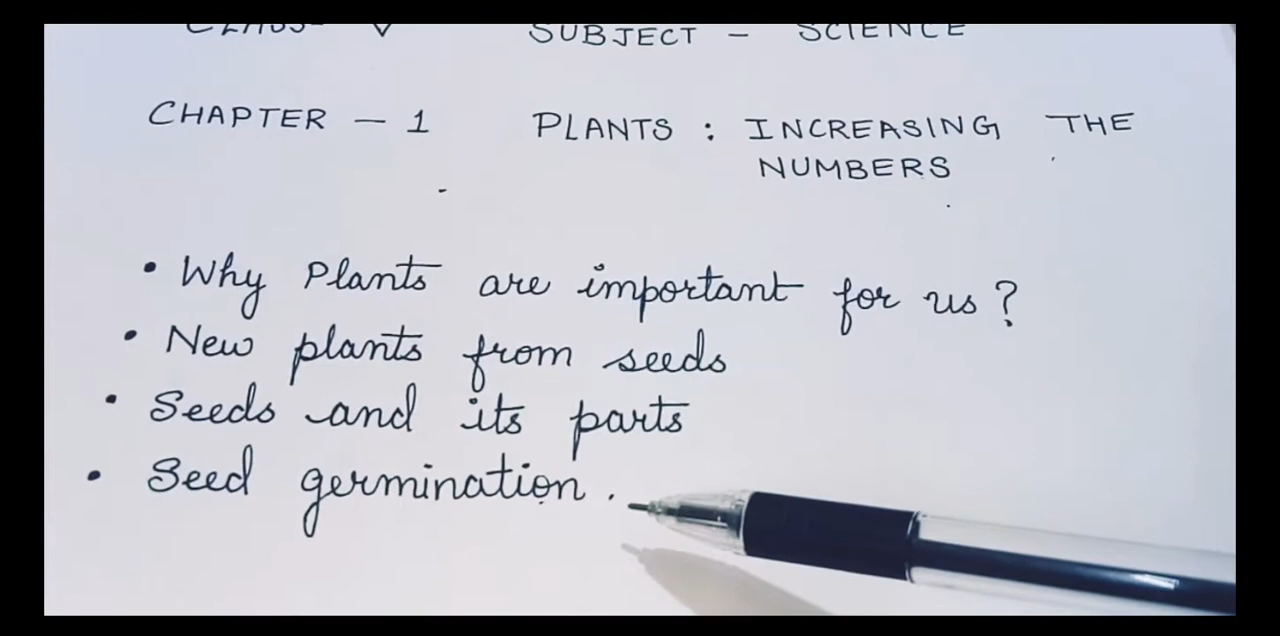 CLASS - V SUBJECT - SCIENCE
CHAPTER - 1 PLANTS : INCREASING THE
NUMBERS
• Why Plants are important for us?
• New plants from seeds
• Seeds and its parts
• Seed germination.